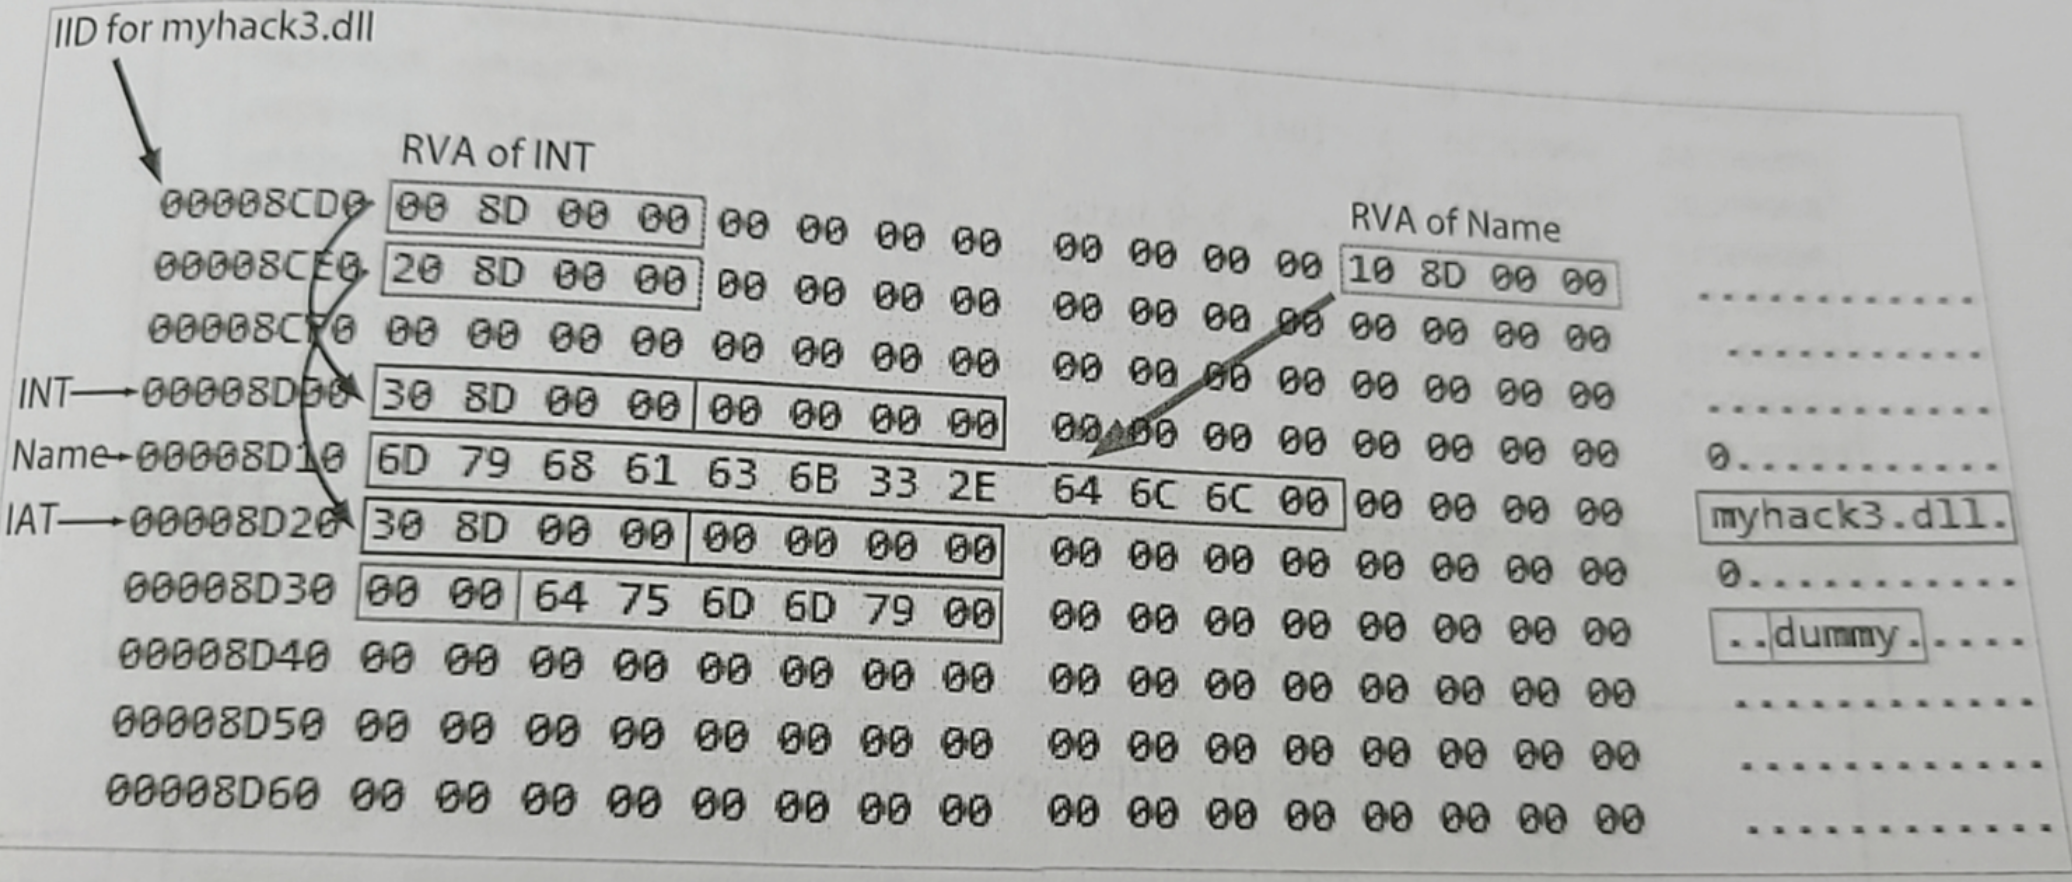 IID for myhack3.dll
RVA of INT
RVA of Name
00008CD0 00 8D 00 00 00 00 00 00 00 00 00 00 10 8D 00 00 ............
00008CE0 20 8D 00 00 00 00 00 00 00 00 00 00 00 00 00 00 ...........
00008CF0 00 00 00 00 00 00 00 00 00 00 00 00 00 00 00 00 ............
INT 00008D00 30 8D 00 00 00 00 00 00 00 00 00 00 00 00 00 00 0...........
Name 00008D10 6D 79 68 61 63 6B 33 2E 64 6C 6C 00 00 00 00 00 myhack3.dll.
IAT 00008D20 30 8D 00 00 00 00 00 00 00 00 00 00 00 00 00 00 0...........
00008D30 00 00 64 75 6D 6D 79 00 00 00 00 00 00 00 00 00 ..dummy.....
00008D40 00 00 00 00 00 00 00 00 00 00 00 00 00 00 00 00 ............
00008D50 00 00 00 00 00 00 00 00 00 00 00 00 00 00 00 00 ............
00008D60 00 00 00 00 00 00 00 00 00 00 00 00 00 00 00 00 ............